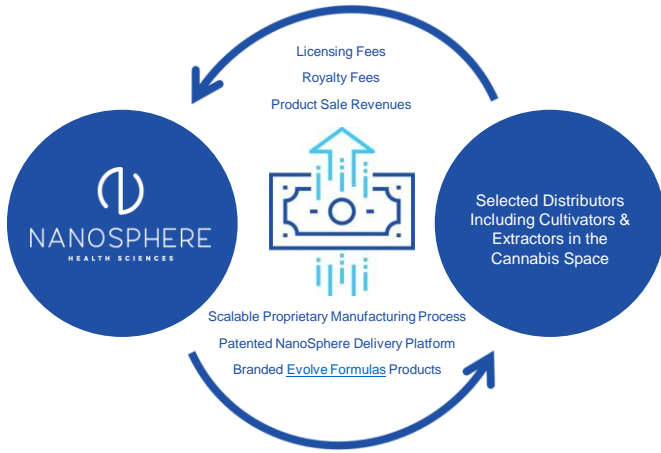 Licensing Fees
Royalty Fees
Product Sale Revenues
NANOSPHERE
HEALTH SCIENCES
Selected Distributors
Including Cultivators &
Extractors in the
Cannabis Space
Scalable Proprietary Manufacturing Process
Patented NanoSphere Delivery Platform
Branded Evolve Formulas Products